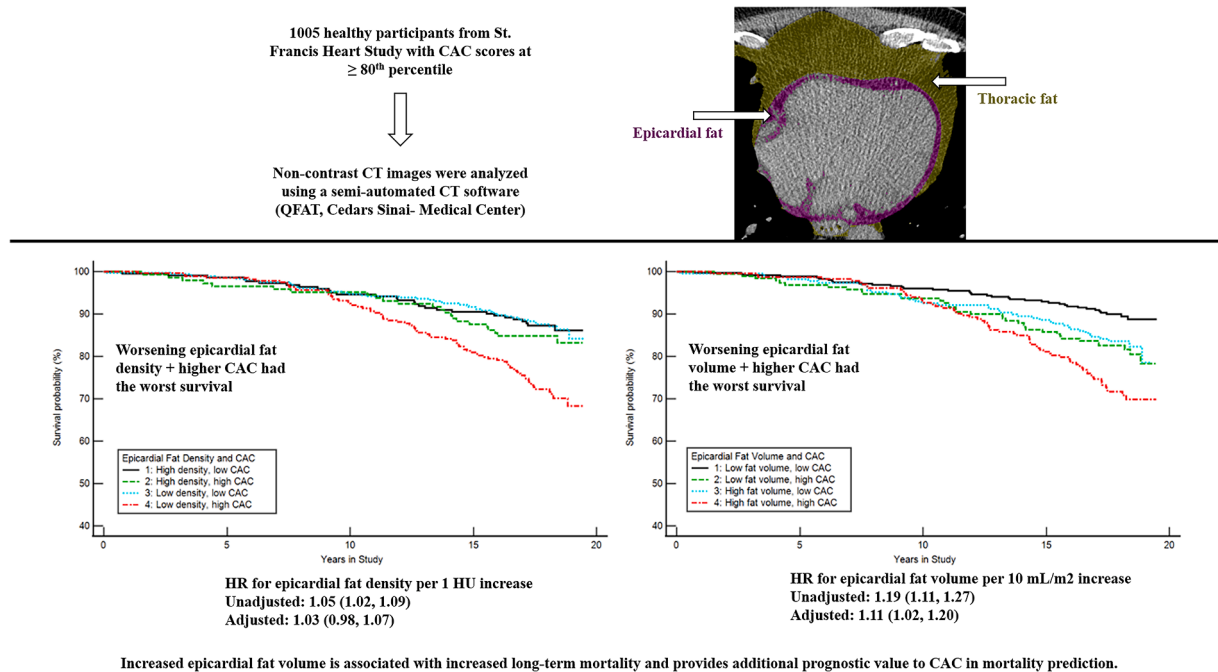 1005 healthy participants from St.
Francis Heart Study with CAC scores at
≥ 80th percentile
Non-contrast CT images were analyzed
using a semi-automated CT software
(QFAT, Cedars Sinai- Medical Center)
Thoracic fat
Epicardial fat
100
90
80
70
60
50
40
Survival probability (%)
Worsening epicardial fat
density + higher CAC had
the worst survival
Epicardial Fat Density and CAC
1: High density, low CAC
2: High density, high CAC
3: Low density, low CAC
4: Low density, high CAC
0 5 10 15 20
Years in Study
HR for epicardial fat density per 1 HU increase
Unadjusted: 1.05 (1.02, 1.09)
Adjusted: 1.03 (0.98, 1.07)
100
90
80
70
60
50
40
Survival probability (%)
Worsening epicardial fat
volume + higher CAC had
the worst survival
Epicardial Fat Volume and CAC
1: Low fat volume, low CAC
2: Low fat volume, high CAC
3: High fat volume, low CAC
4: High fat volume, high CAC
0 5 10 15 20
Years in Study
HR for epicardial fat volume per 10 mL/m2 increase
Unadjusted: 1.19 (1.11, 1.27)
Adjusted: 1.11 (1.02, 1.20)
Increased epicardial fat volume is associated with increased long-term mortality and provides additional prognostic value to CAC in mortality prediction.